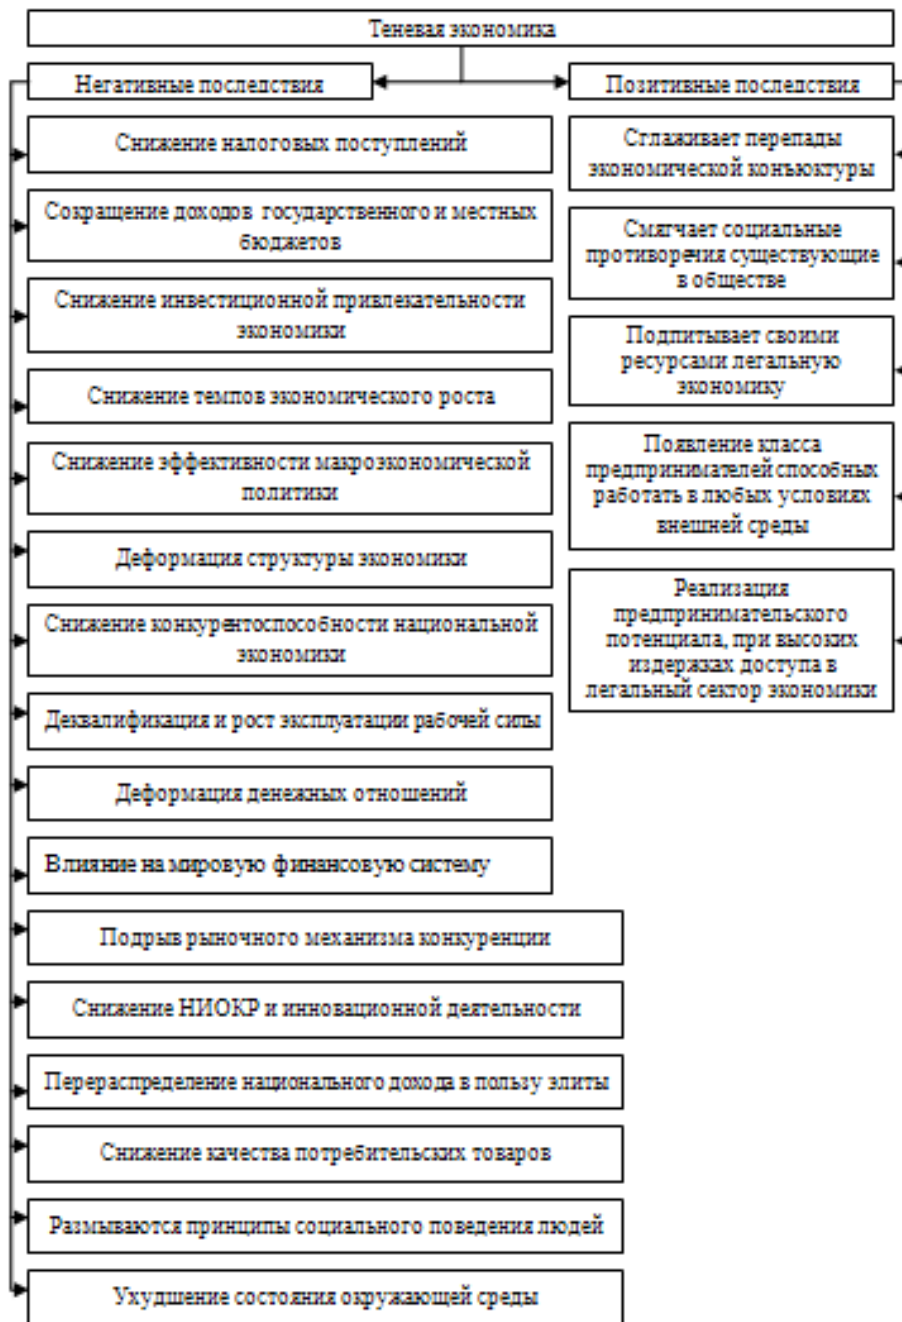 Теневая экономика
Негативные последствия
Позитивные последствия
Снижение налоговых поступлений
Сокращение доходов государственного и местных
бюджетов
Снижение инвестиционной привлекательности
экономики
Снижение темпов экономического роста
Снижение эффективности макроэкономической
политики
Деформация структуры экономики
Снижение конкурентоспособности национальной
экономики
Деквалификация и рост эксплуатации рабочей силы
Деформация денежных отношений
Влияние на мировую финансовую систему
Подрыв рыночного механизма конкуренции
Снижение НИОКР и инновационной деятельности
Перераспределение национального дохода в пользу элиты
Снижение качества потребительских товаров
Размываются принципы социального поведения людей
Ухудшение состояния окружающей среды
Сглаживает перепады
экономической конъюктуры
Смягчает социальные
противоречия существующие
в обществе
Подпитывает своими
ресурсами легальную
экономику
Появление класса
предпринимателей способных
работать в любых условиях
внешней среды
Реализация
предпринимательского
потенциала, при высоких
издержках доступа в
легальный сектор экономики